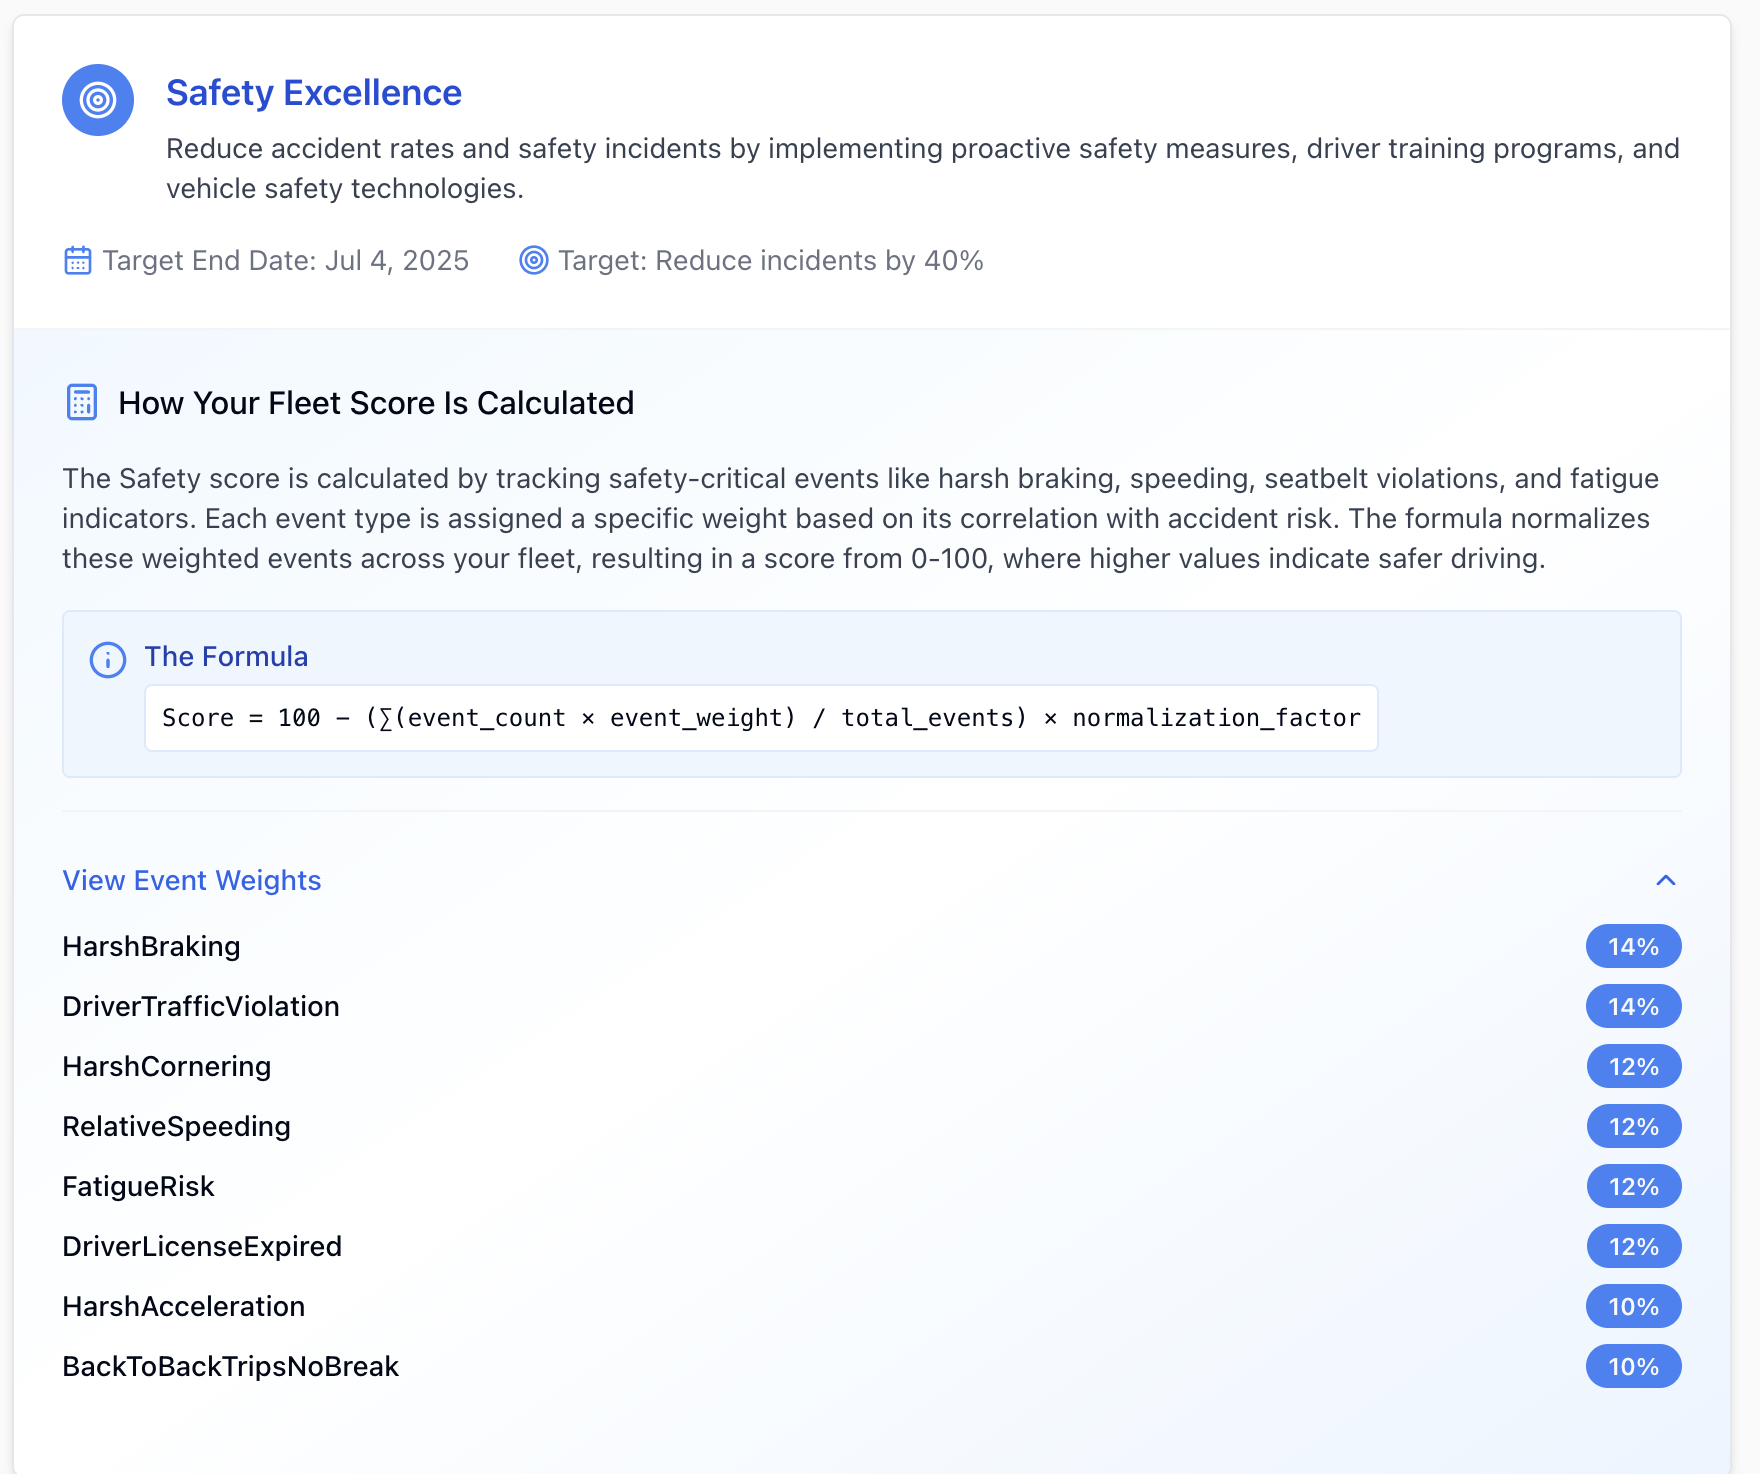 Safety Excellence
Reduce accident rates and safety incidents by implementing proactive safety measures, driver training programs, and
vehicle safety technologies.
Target End Date: Jul 4, 2025 Target: Reduce incidents by 40%
How Your Fleet Score Is Calculated
The Safety score is calculated by tracking safety-critical events like harsh braking, speeding, seatbelt violations, and fatigue
indicators. Each event type is assigned a specific weight based on its correlation with accident risk. The formula normalizes
these weighted events across your fleet, resulting in a score from 0-100, where higher values indicate safer driving.
The Formula
Score = 100 − (∑(event_count × event_weight) / total_events) × normalization_factor
View Event Weights
HarshBraking 14%
DriverTrafficViolation 14%
HarshCornering 12%
RelativeSpeeding 12%
FatigueRisk 12%
DriverLicenseExpired 12%
HarshAcceleration 10%
BackToBackTripsNoBreak 10%